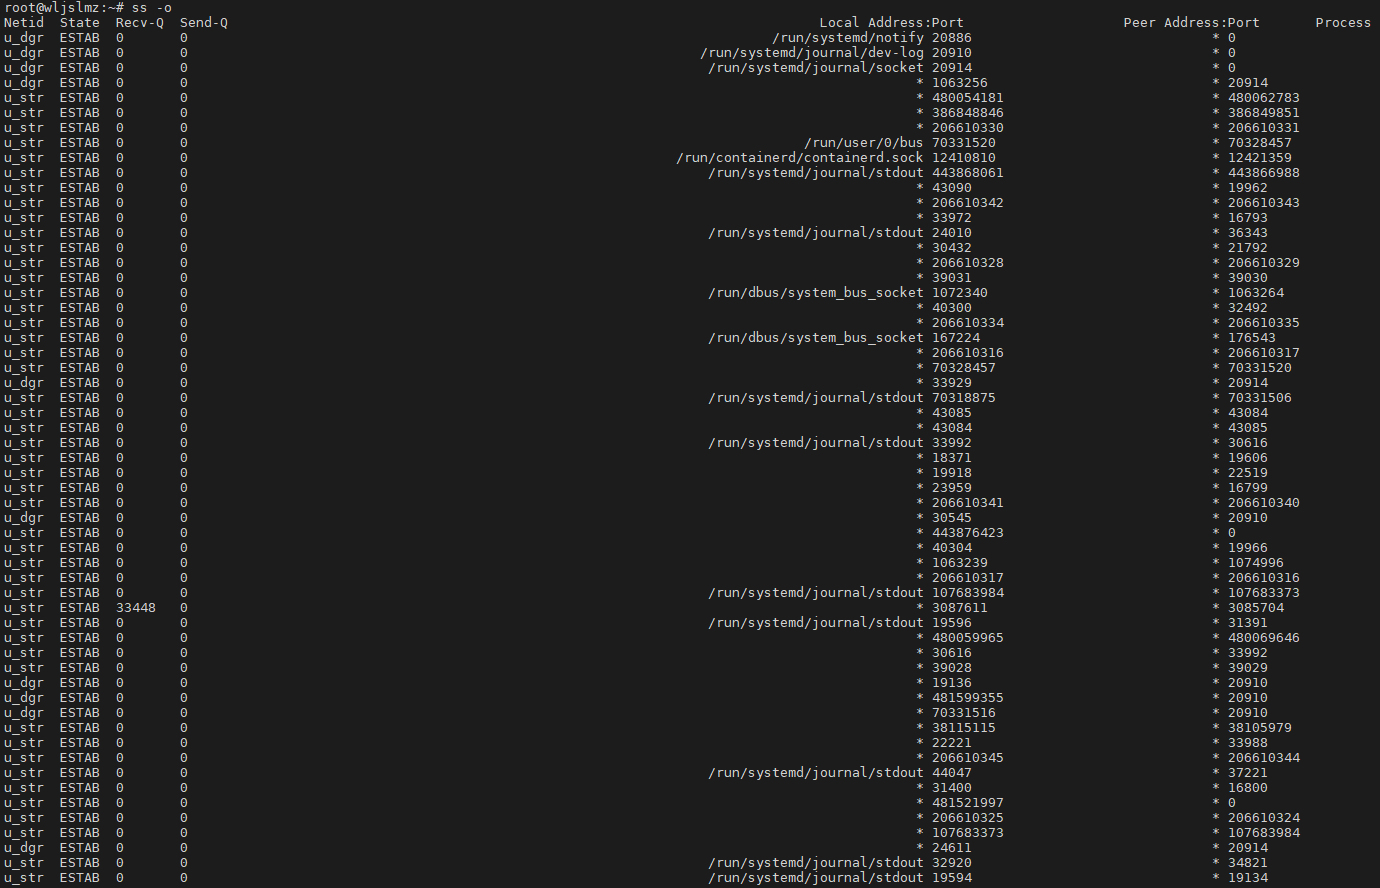 root@wljslmz:~# ss -o
Netid State Recv-Q Send-Q Local Address:Port Peer Address:Port Process
u_dgr ESTAB 0 0 /run/systemd/notify 20886 * 0
u_dgr ESTAB 0 0 /run/systemd/journal/dev-log 20910 * 0
u_dgr ESTAB 0 0 /run/systemd/journal/socket 20914 * 0
u_dgr ESTAB 0 0 * 1063256 * 20914
u_str ESTAB 0 0 * 480054181 * 480062783
u_str ESTAB 0 0 * 386848846 * 386849851
u_str ESTAB 0 0 * 206610330 * 206610331
u_str ESTAB 0 0 /run/user/0/bus 70331520 * 70328457
u_str ESTAB 0 0 /run/containerd/containerd.sock 12410810 * 12421359
u_str ESTAB 0 0 /run/systemd/journal/stdout 443868061 * 443866988
u_str ESTAB 0 0 * 43090 * 19962
u_str ESTAB 0 0 * 206610342 * 206610343
u_str ESTAB 0 0 * 33972 * 16793
u_str ESTAB 0 0 /run/systemd/journal/stdout 24010 * 36343
u_str ESTAB 0 0 * 30432 * 21792
u_str ESTAB 0 0 * 206610328 * 206610329
u_str ESTAB 0 0 * 39031 * 39030
u_str ESTAB 0 0 /run/dbus/system_bus_socket 1072340 * 1063264
u_str ESTAB 0 0 * 40300 * 32492
u_str ESTAB 0 0 * 206610334 * 206610335
u_str ESTAB 0 0 /run/dbus/system_bus_socket 167224 * 176543
u_str ESTAB 0 0 * 206610316 * 206610317
u_str ESTAB 0 0 * 70328457 * 70331520
u_dgr ESTAB 0 0 * 33929 * 20914
u_str ESTAB 0 0 /run/systemd/journal/stdout 70318875 * 70331506
u_str ESTAB 0 0 * 43085 * 43084
u_str ESTAB 0 0 * 43084 * 43085
u_str ESTAB 0 0 /run/systemd/journal/stdout 33992 * 30616
u_str ESTAB 0 0 * 18371 * 19606
u_str ESTAB 0 0 * 19918 * 22519
u_str ESTAB 0 0 * 23959 * 16799
u_str ESTAB 0 0 * 206610341 * 206610340
u_dgr ESTAB 0 0 * 30545 * 20910
u_str ESTAB 0 0 * 443876423 * 0
u_str ESTAB 0 0 * 40304 * 19966
u_str ESTAB 0 0 * 1063239 * 1074996
u_str ESTAB 0 0 * 206610317 * 206610316
u_str ESTAB 0 0 /run/systemd/journal/stdout 107683984 * 107683373
u_str ESTAB 33448 0 * 3087611 * 3085704
u_str ESTAB 0 0 /run/systemd/journal/stdout 19596 * 31391
u_str ESTAB 0 0 * 480059965 * 480069646
u_str ESTAB 0 0 * 30616 * 33992
u_str ESTAB 0 0 * 39028 * 39029
u_dgr ESTAB 0 0 * 19136 * 20910
u_dgr ESTAB 0 0 * 481599355 * 20910
u_dgr ESTAB 0 0 * 70331516 * 20910
u_str ESTAB 0 0 * 38115115 * 38105979
u_str ESTAB 0 0 * 22221 * 33988
u_str ESTAB 0 0 * 206610345 * 206610344
u_str ESTAB 0 0 /run/systemd/journal/stdout 44047 * 37221
u_str ESTAB 0 0 * 31400 * 16800
u_str ESTAB 0 0 * 481521997 * 0
u_str ESTAB 0 0 * 206610325 * 206610324
u_str ESTAB 0 0 * 107683373 * 107683984
u_dgr ESTAB 0 0 * 24611 * 20914
u_str ESTAB 0 0 /run/systemd/journal/stdout 32920 * 34821
u_str ESTAB 0 0 /run/systemd/journal/stdout 19594 * 19134